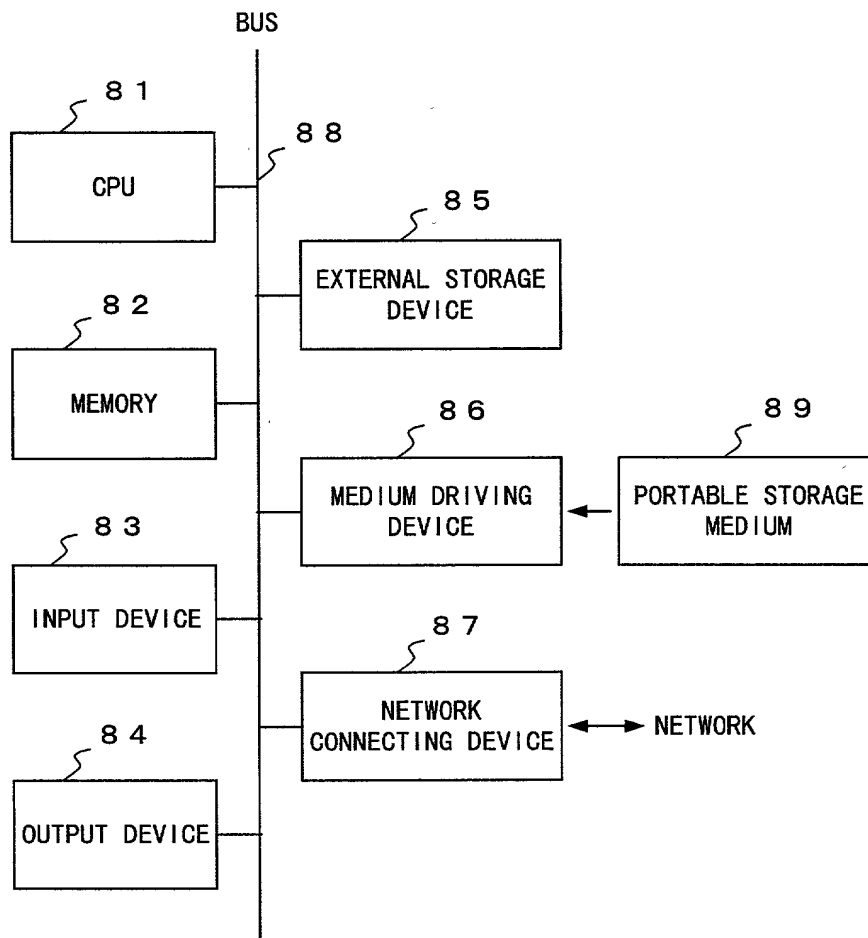 BUS
81
CPU
88
85
EXTERNAL STORAGE
DEVICE
82
MEMORY
86
MEDIUM DRIVING
DEVICE
89
PORTABLE STORAGE
MEDIUM
83
INPUT DEVICE
87
NETWORK
CONNECTING DEVICE
NETWORK
84
OUTPUT DEVICE